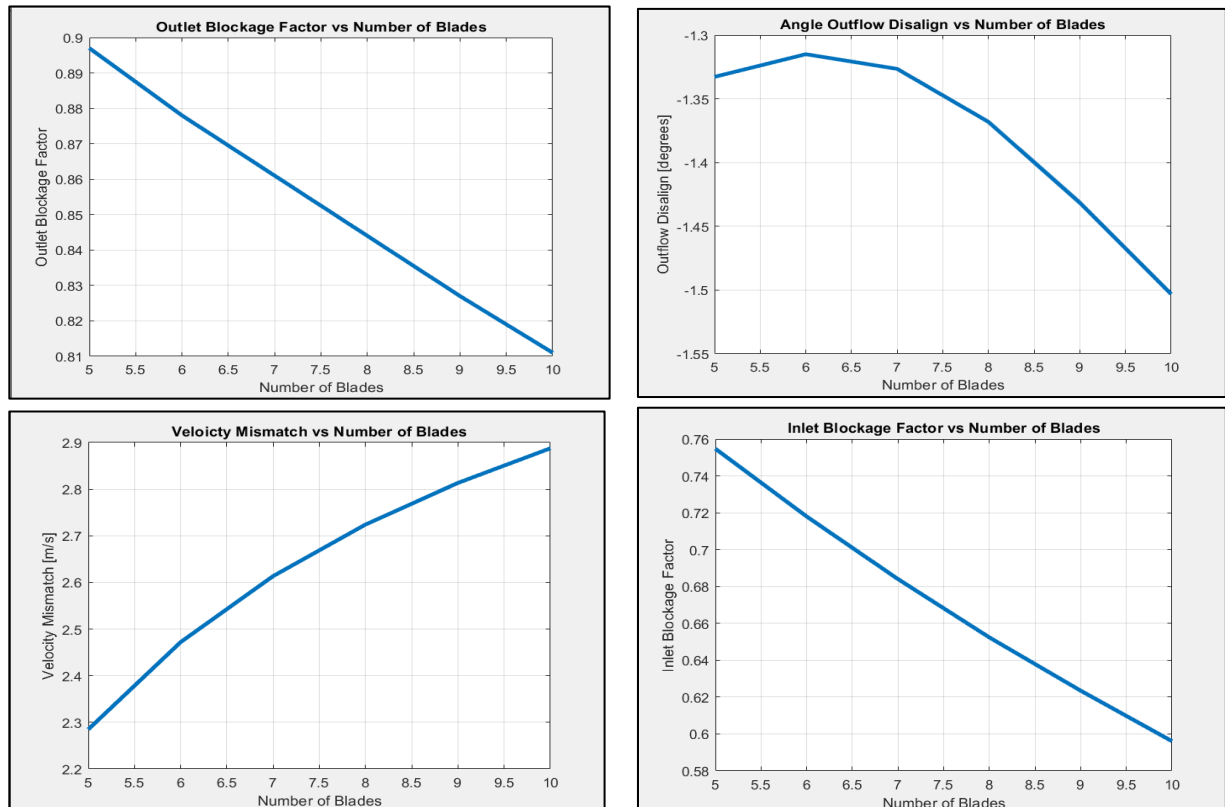 Outlet Blockage Factor vs Number of Blades
Outlet Blockage Factor
0.9
0.89
0.88
0.87
0.86
0.85
0.84
0.83
0.82
0.81
5 5.5 6 6.5 7 7.5 8 8.5 9 9.5 10
Number of Blades
Angle Outflow Disalign vs Number of Blades
Outflow Disalign [degrees]
-1.3
-1.35
-1.4
-1.45
-1.5
-1.55
5 5.5 6 6.5 7 7.5 8 8.5 9 9.5 10
Number of Blades
Veloicty Mismatch vs Number of Blades
Velocity Mismatch [m/s]
2.9
2.8
2.7
2.6
2.5
2.4
2.3
2.2
5 5.5 6 6.5 7 7.5 8 8.5 9 9.5 10
Number of Blades
Inlet Blockage Factor vs Number of Blades
Inlet Blockage Factor
0.76
0.74
0.72
0.7
0.68
0.66
0.64
0.62
0.6
0.58
5 5.5 6 6.5 7 7.5 8 8.5 9 9.5 10
Number of Blades